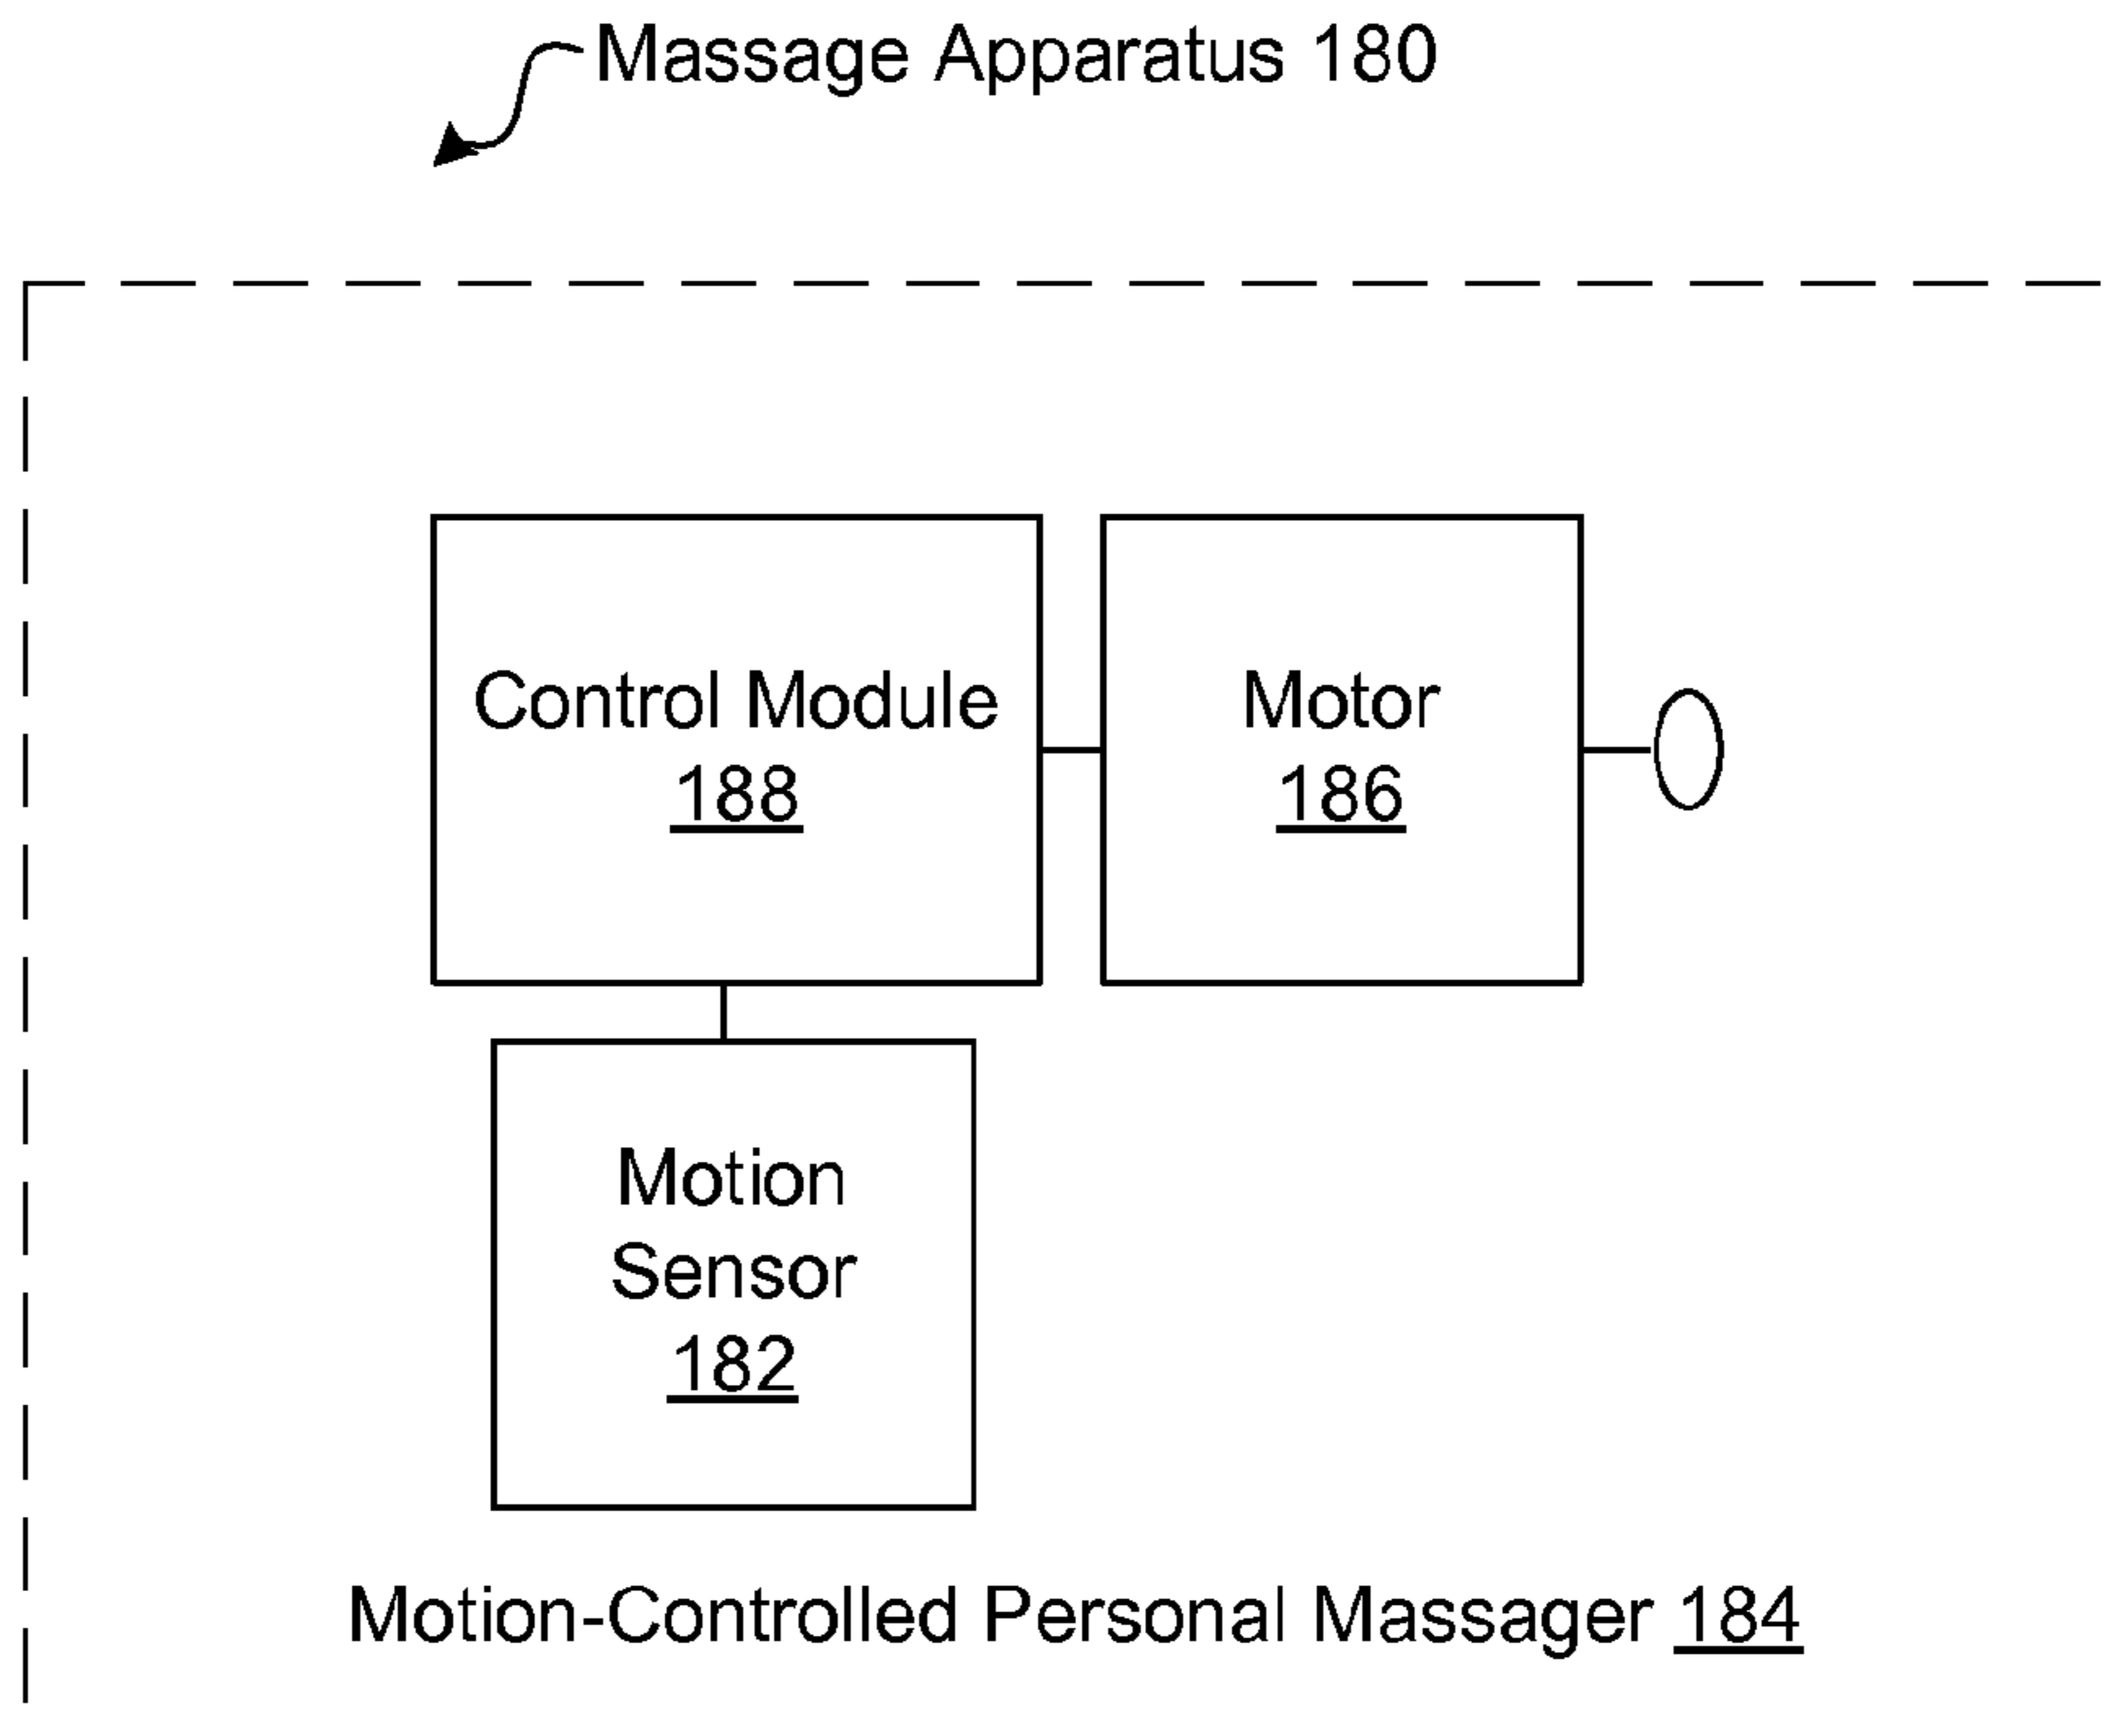 Massage Apparatus 180
Control Module
188
Motor
186
Motion
Sensor
182
Motion-Controlled Personal Massager 184